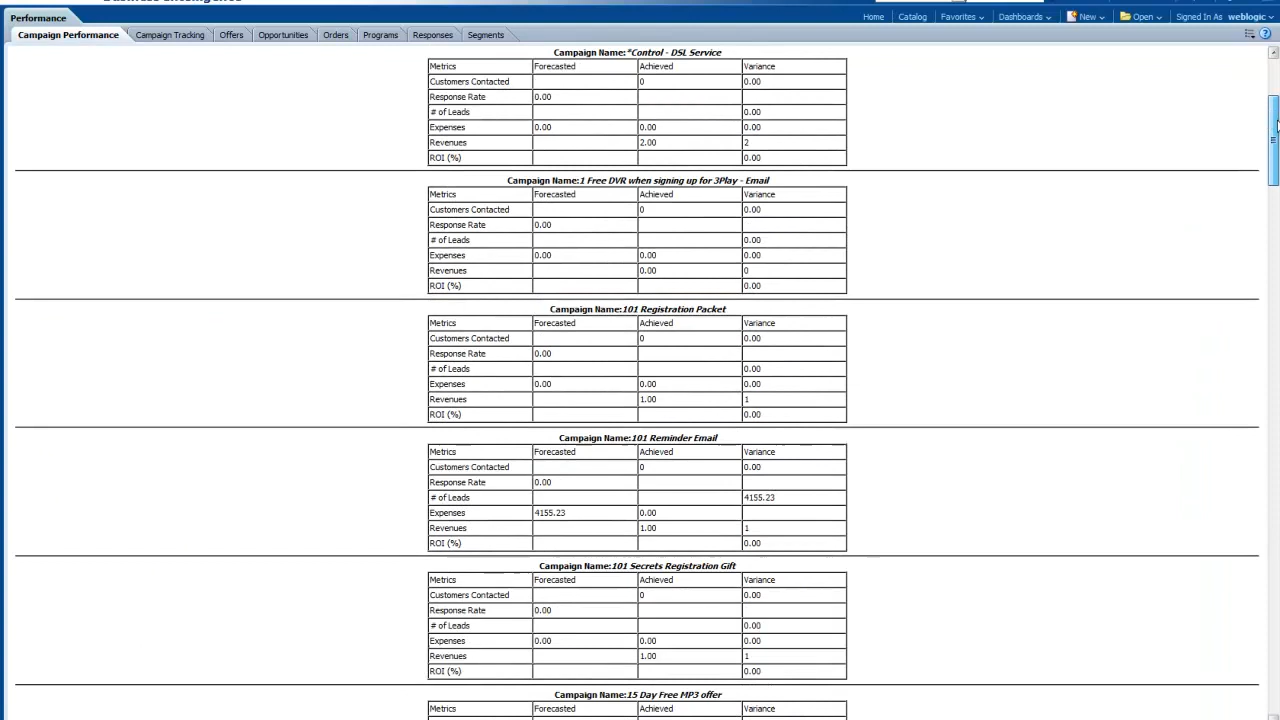 Performance
Home Catalog Favorites Dashboards New Open Signed In As weblogic
Campaign Performance Campaign Tracking Offers Opportunities Orders Programs Responses Segments
Campaign Name:*Control - DSL Service
Metrics Forecasted Achieved Variance
Customers Contacted 0 0.00
Response Rate 0.00
# of Leads 0.00
Expenses 0.00 0.00 0.00
Revenues 2.00 2
ROI (%) 0.00
Campaign Name:1 Free DVR when signing up for 3Play - Email
Metrics Forecasted Achieved Variance
Customers Contacted 0 0.00
Response Rate 0.00
# of Leads 0.00
Expenses 0.00 0.00 0.00
Revenues 0.00 0
ROI (%) 0.00
Campaign Name:101 Registration Packet
Metrics Forecasted Achieved Variance
Customers Contacted 0 0.00
Response Rate 0.00
# of Leads 0.00
Expenses 0.00 0.00 0.00
Revenues 1.00 1
ROI (%) 0.00
Campaign Name:101 Reminder Email
Metrics Forecasted Achieved Variance
Customers Contacted 0 0.00
Response Rate 0.00
# of Leads 4155.23
Expenses 4155.23 0.00
Revenues 1.00 1
ROI (%) 0.00
Campaign Name:101 Secrets Registration Gift
Metrics Forecasted Achieved Variance
Customers Contacted 0 0.00
Response Rate 0.00
# of Leads 0.00
Expenses 0.00 0.00 0.00
Revenues 1.00 1
ROI (%) 0.00
Campaign Name:15 Day Free MP3 offer
Metrics Forecasted Achieved Variance